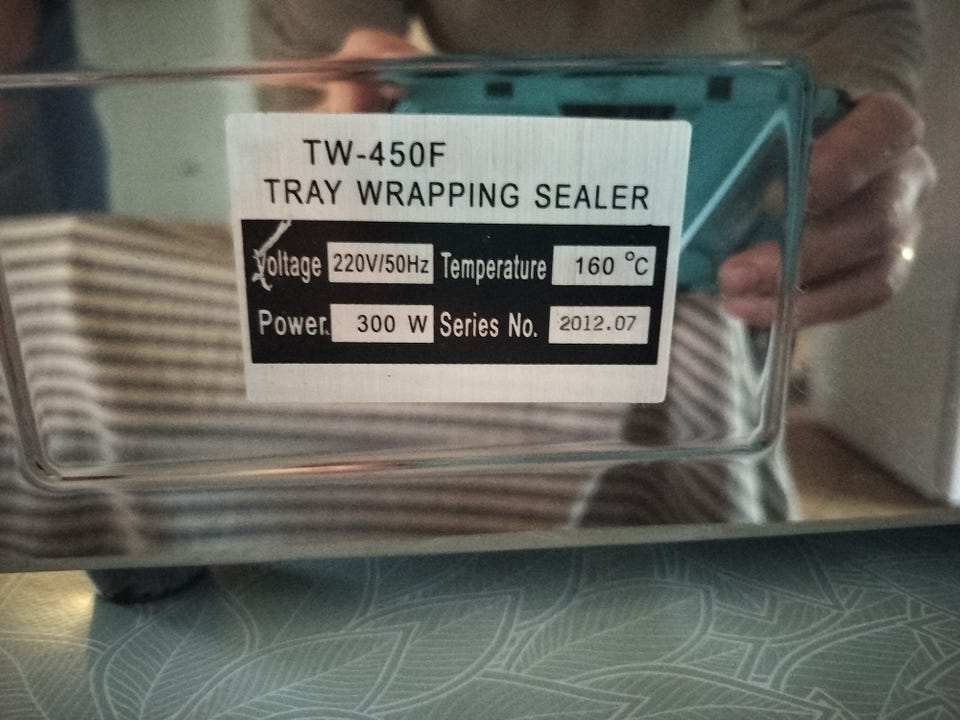 TW-450F
TRAY WRAPPING SEALER
Voltage 220V/50Hz Temperature 160 °C
Power. 300 W Series No. 2012.07